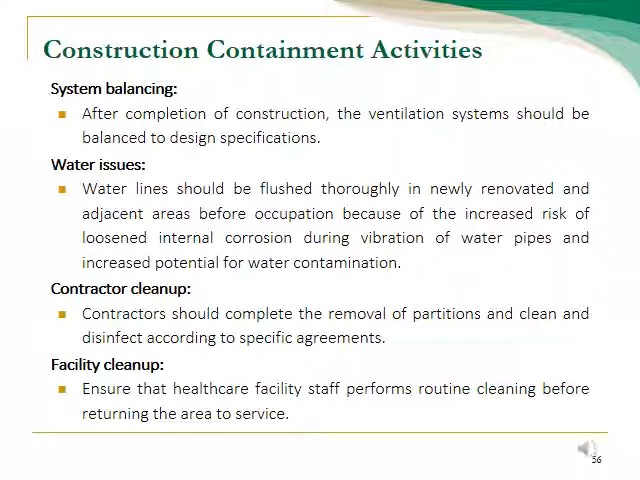 Construction Containment Activities
System balancing:
After completion of construction, the ventilation systems should be
balanced to design specifications.
Water issues:
Water lines should be flushed thoroughly in newly renovated and
adjacent areas before occupation because of the increased risk of
loosened internal corrosion during vibration of water pipes and
increased potential for water contamination.
Contractor cleanup:
Contractors should complete the removal of partitions and clean and
disinfect according to specific agreements.
Facility cleanup:
Ensure that healthcare facility staff performs routine cleaning before
returning the area to service.
56